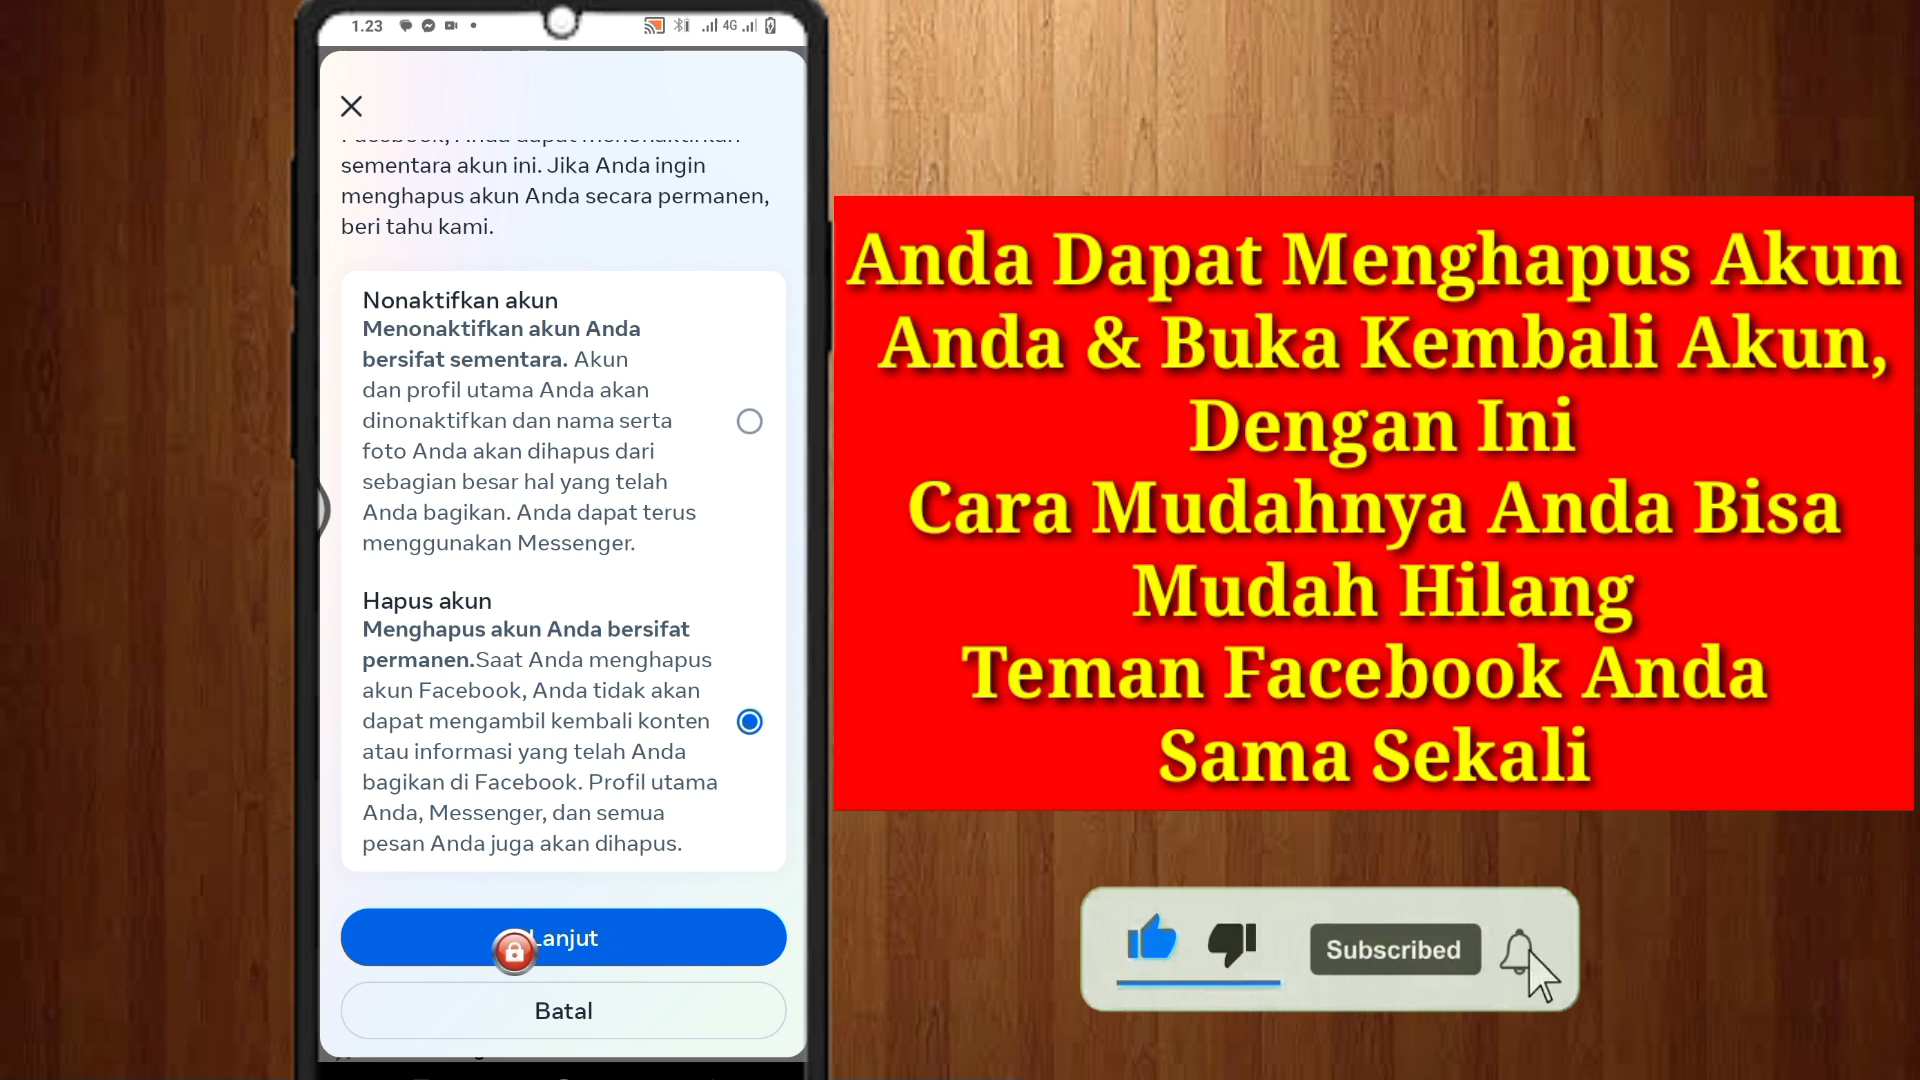 1.23
4G
sementara akun ini. Jika Anda ingin
menghapus akun Anda secara permanen,
beri tahu kami.
Nonaktifkan akun
Menonaktifkan akun Anda
bersifat sementara. Akun
dan profil utama Anda akan
dinonaktifkan dan nama serta
foto Anda akan dihapus dari
sebagian besar hal yang telah
Anda bagikan. Anda dapat terus
menggunakan Messenger.
Hapus akun
Menghapus akun Anda bersifat
permanen.Saat Anda menghapus
akun Facebook, Anda tidak akan
dapat mengambil kembali konten
atau informasi yang telah Anda
bagikan di Facebook. Profil utama
Anda, Messenger, dan semua
pesan Anda juga akan dihapus.
Lanjut
Batal
Anda Dapat Menghapus Akun
Anda & Buka Kembali Akun,
Dengan Ini
Cara Mudahnya Anda Bisa
Mudah Hilang
Teman Facebook Anda
Sama Sekali
Subscribed